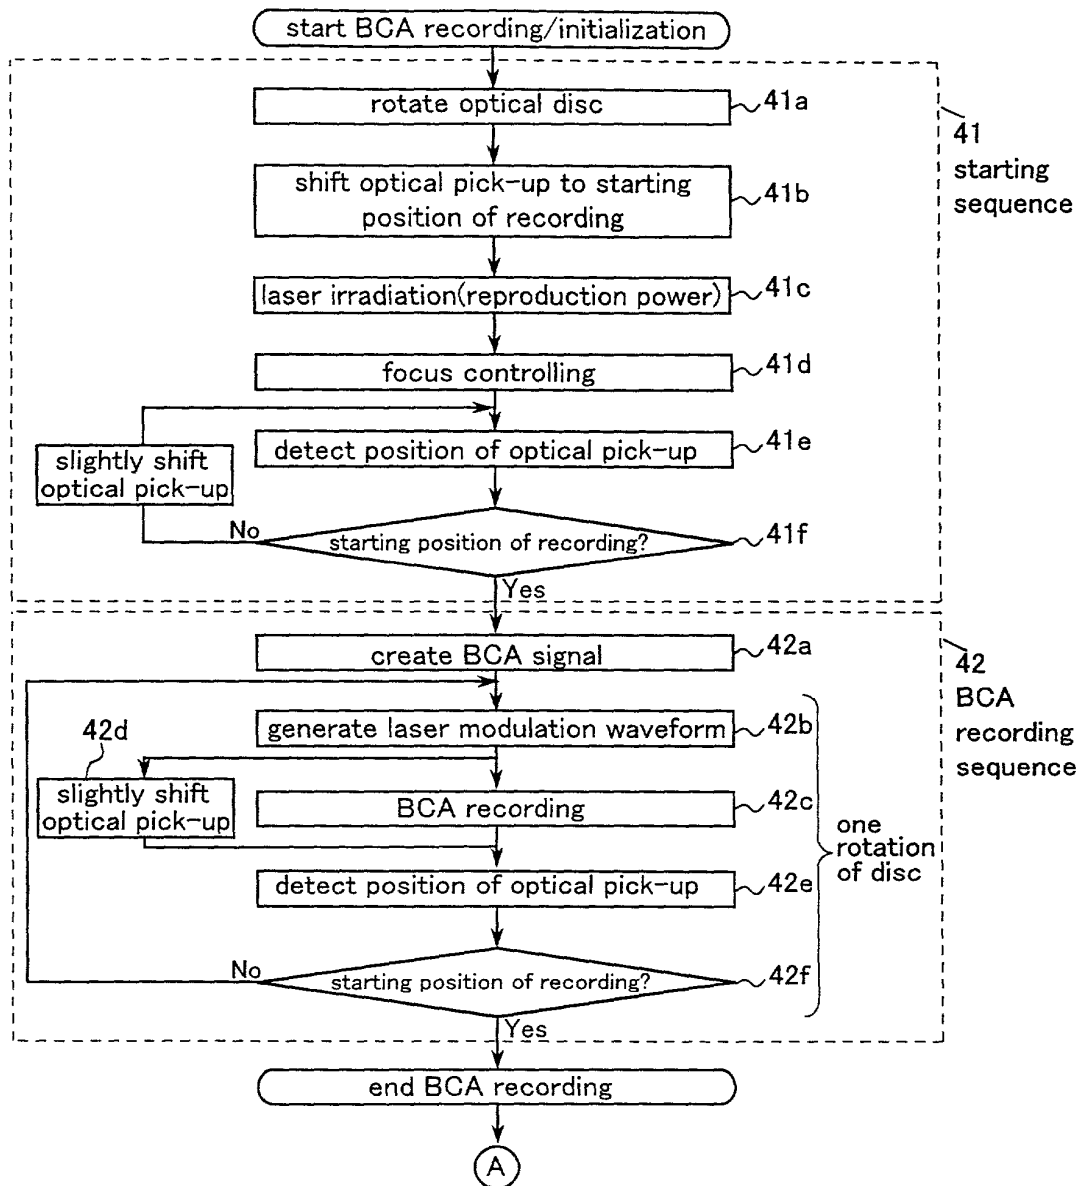 start BCA recording/initialization
rotate optical disc
41a
41
starting
sequence
shift optical pick-up to starting
position of recording
41b
laser irradiation(reproduction power)
41c
focus controlling
41d
detect position of optical pick-up
41e
slightly shift
optical pick-up
No
starting position of recording?
41f
Yes
create BCA signal
42a
42
BCA
recording
sequence
generate laser modulation waveform
42b
42d
slightly shift
optical pick-up
BCA recording
42c
one
rotation
of disc
detect position of optical pick-up
42e
No
starting position of recording?
42f
Yes
end BCA recording
A